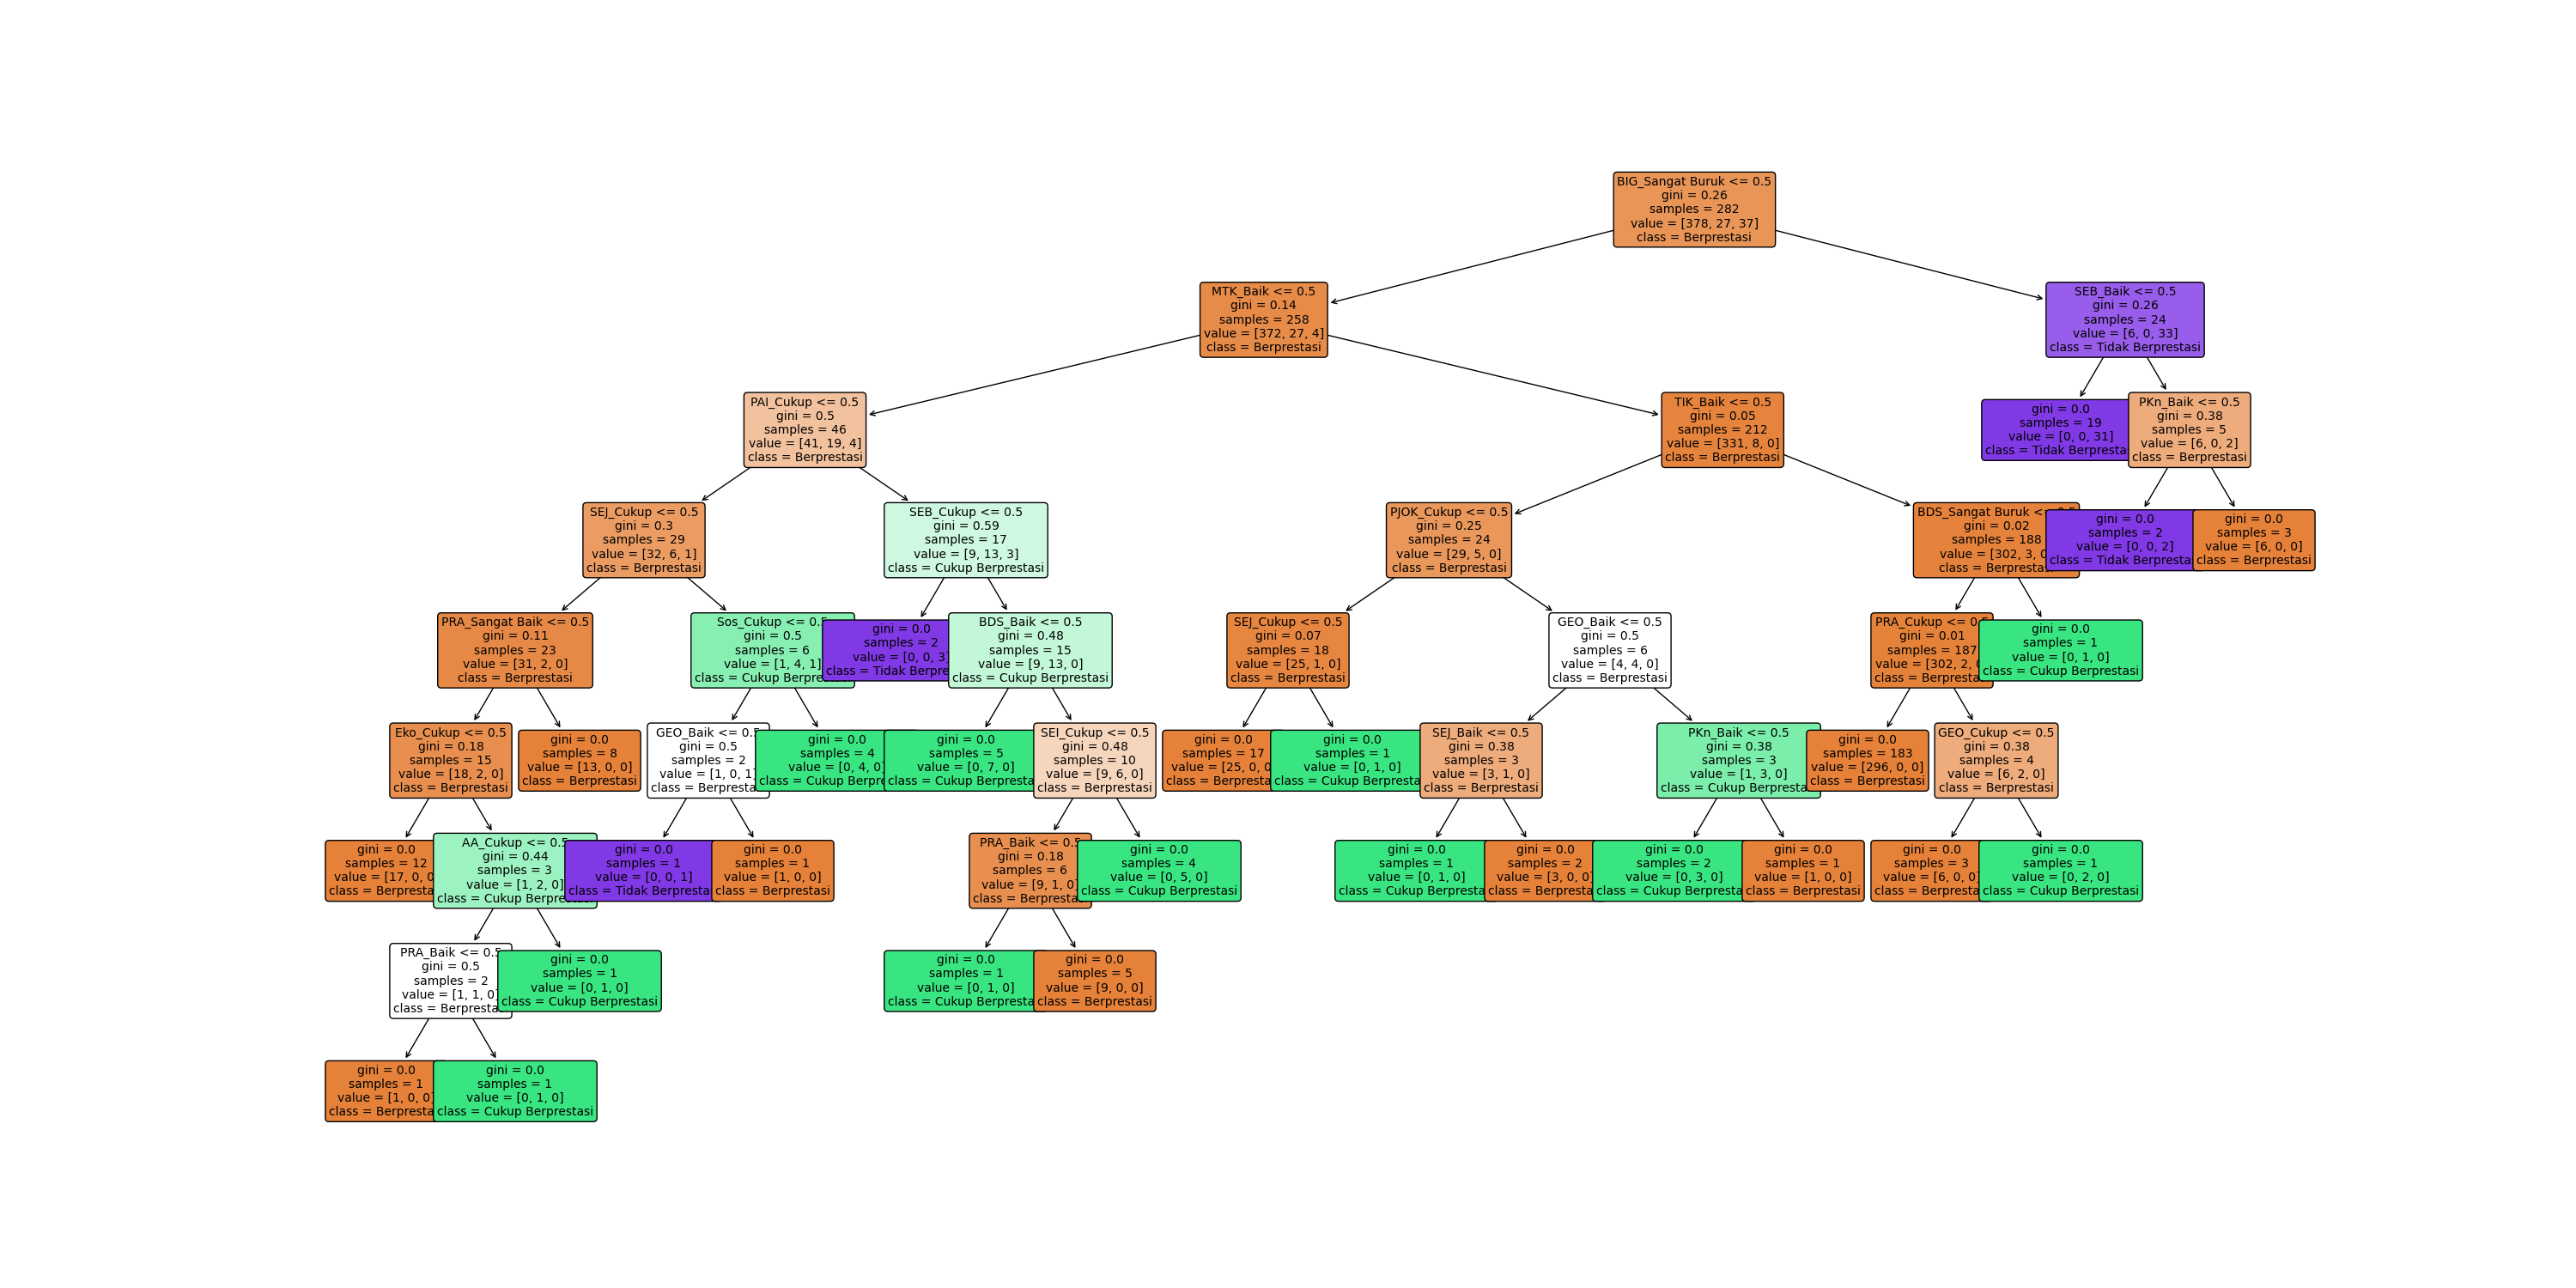 BIG_Sangat Buruk <= 0.5
gini = 0.26
samples = 282
value = [378, 27, 37]
class = Berprestasi
MTK_Baik <= 0.5
gini = 0.14
samples = 258
value = [372, 27, 4]
class = Berprestasi
SEB_Baik <= 0.5
gini = 0.26
samples = 24
value = [6, 0, 33]
class = Tidak Berprestasi
PAI_Cukup <= 0.5
gini = 0.5
samples = 46
value = [41, 19, 4]
class = Berprestasi
TIK_Baik <= 0.5
gini = 0.05
samples = 212
value = [331, 8, 0]
class = Berprestasi
gini = 0.0
samples = 19
value = [0, 0, 31]
class = Tidak Berpresta
PKn_Baik <= 0.5
gini = 0.38
samples = 5
value = [6, 0, 2]
class = Berprestasi
SEJ_Cukup <= 0.5
gini = 0.3
samples = 29
value = [32, 6, 1]
class = Berprestasi
SEB_Cukup <= 0.5
gini = 0.59
samples = 17
value = [9, 13, 3]
class = Cukup Berprestasi
PJOK_Cukup <= 0.5
gini = 0.25
samples = 24
value = [29, 5, 0]
class = Berprestasi
BDS_Sangat Buruk <= 0.5
gini = 0.02
samples = 188
value = [302, 3, 0
class = Berprestas
gini = 0.0
samples = 2
value = [0, 0, 2]
class = Tidak Berpresta
gini = 0.0
samples = 3
value = [6, 0, 0]
class = Berprestasi
PRA_Sangat Baik <= 0.5
gini = 0.11
samples = 23
value = [31, 2, 0]
class = Berprestasi
Sos_Cukup <= 0.5
gini = 0.5
samples = 6
value = [1, 4, 1]
class = Cukup Berpre
gini = 0.0
samples = 2
value = [0, 0, 3]
class = Tidak Berpre
BDS_Baik <= 0.5
gini = 0.48
samples = 15
value = [9, 13, 0]
class = Cukup Berprestasi
SEJ_Cukup <= 0.5
gini = 0.07
samples = 18
value = [25, 1, 0]
class = Berprestasi
GEO_Baik <= 0.5
gini = 0.5
samples = 6
value = [4, 4, 0]
class = Berprestasi
PRA_Cukup <= 0.5
gini = 0.01
samples = 187
value = [302, 2, 0
class = Berpresta
gini = 0.0
samples = 1
value = [0, 1, 0]
class = Cukup Berprestasi
Eko_Cukup <= 0.5
gini = 0.18
samples = 15
value = [18, 2, 0]
class = Berprestasi
gini = 0.0
samples = 8
value = [13, 0, 0]
class = Berprestasi
GEO_Baik <= 0.5
gini = 0.5
samples = 2
value = [1, 0, 1]
class = Berpresta
gini = 0.0
samples = 4
value = [0, 4, 0]
class = Cukup Berpre
gini = 0.0
samples = 5
value = [0, 7, 0]
class = Cukup Berpresta
SEI_Cukup <= 0.5
gini = 0.48
samples = 10
value = [9, 6, 0]
class = Berprestasi
gini = 0.0
samples = 17
value = [25, 0, 0
class = Berpresta
gini = 0.0
samples = 1
value = [0, 1, 0]
class = Cukup Berpresta
SEJ_Baik <= 0.5
gini = 0.38
samples = 3
value = [3, 1, 0]
class = Berprestasi
PKn_Baik <= 0.5
gini = 0.38
samples = 3
value = [1, 3, 0]
class = Cukup Berpresta
gini = 0.0
samples = 183
value = [296, 0, 0]
class = Berprestasi
GEO_Cukup <= 0.5
gini = 0.38
samples = 4
value = [6, 2, 0]
class = Berprestasi
gini = 0.0
samples = 12
value = [17, 0, 0
class = Berpresta
AA_Cukup <= 0.5
gini = 0.44
samples = 3
value = [1, 2, 0]
class = Cukup Berpre
gini = 0.0
samples = 1
value = [0, 0, 1]
class = Tidak Berpresta
gini = 0.0
samples = 1
value = [1, 0, 0]
class = Berprestasi
PRA_Baik <= 0.5
gini = 0.18
samples = 6
value = [9, 1, 0]
class = Berpresta
gini = 0.0
samples = 4
value = [0, 5, 0]
class = Cukup Berprestasi
gini = 0.0
samples = 1
value = [0, 1, 0]
class = Cukup Berpresta
gini = 0.0
samples = 2
value = [3, 0, 0]
class = Berpresta
gini = 0.0
samples = 2
value = [0, 3, 0]
class = Cukup Berpresta
gini = 0.0
samples = 1
value = [1, 0, 0]
class = Berprestasi
gini = 0.0
samples = 3
value = [6, 0, 0]
class = Berpresta
gini = 0.0
samples = 1
value = [0, 2, 0]
class = Cukup Berprestasi
PRA_Baik <= 0.5
gini = 0.5
samples = 2
value = [1, 1, 0]
class = Berpresta
gini = 0.0
samples = 1
value = [0, 1, 0]
class = Cukup Berprestasi
gini = 0.0
samples = 1
value = [0, 1, 0]
class = Cukup Berpresta
gini = 0.0
samples = 5
value = [9, 0, 0]
class = Berprestasi
gini = 0.0
samples = 1
value = [1, 0, 0]
class = Berpresta
gini = 0.0
samples = 1
value = [0, 1, 0]
class = Cukup Berprestasi